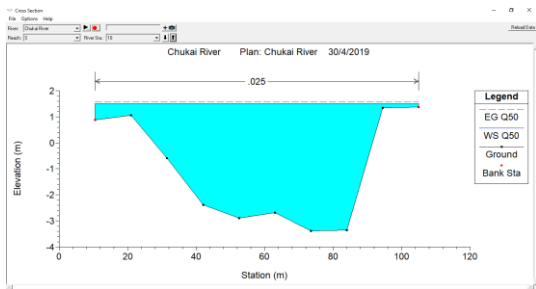 Cross Section
File Options Help
River: Chukai River
Reload Data
Reach: 5 River Sta.: 10
Chukai River Plan: Chukai River 30/4/2019
.025
Legend
EG Q50
WS Q50
Ground
Bank Sta
Elevation (m)
2
1
0
-1
-2
-3
-4
0 20 40 60 80 100 120
Station (m)